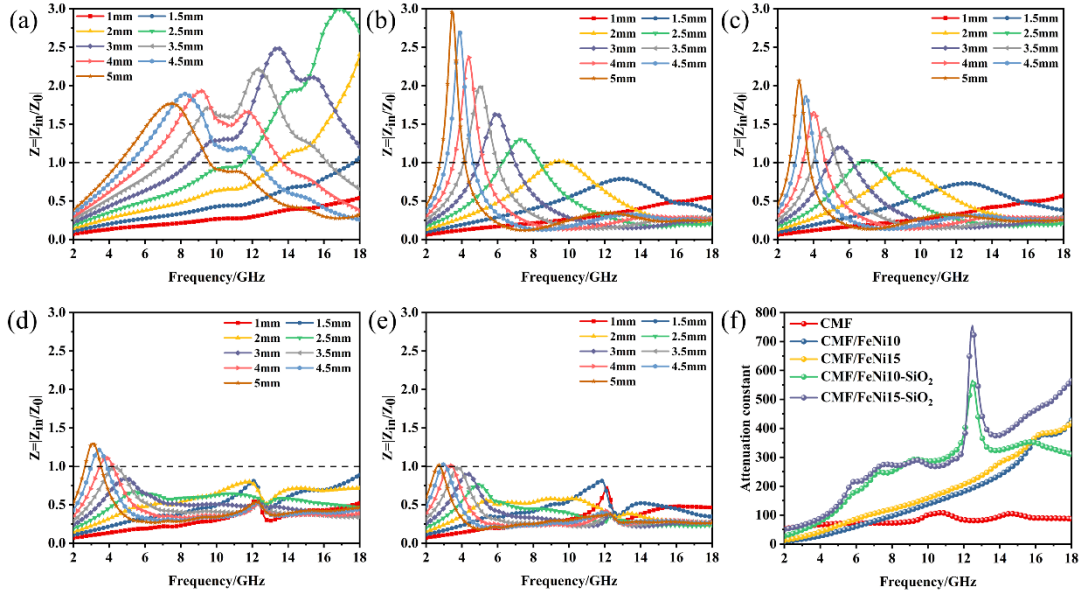 (a)
1mm 1.5mm
2mm 2.5mm
3mm 3.5mm
4mm 4.5mm
5mm
Z=|Z_in/Z_0|
3.0
2.5
2.0
1.5
1.0
0.5
0.0
2 4 6 8 10 12 14 16 18
Frequency/GHz
(b)
1mm 1.5mm
2mm 2.5mm
3mm 3.5mm
4mm 4.5mm
5mm
Z=|Z_in/Z_0|
3.0
2.5
2.0
1.5
1.0
0.5
0.0
2 4 6 8 10 12 14 16 18
Frequency/GHz
(c)
1mm 1.5mm
2mm 2.5mm
3mm 3.5mm
4mm 4.5mm
5mm
Z=|Z_in/Z_0|
3.0
2.5
2.0
1.5
1.0
0.5
0.0
2 4 6 8 10 12 14 16 18
Frequency/GHz
(d)
1mm 1.5mm
2mm 2.5mm
3mm 3.5mm
4mm 4.5mm
5mm
Z=|Z_in/Z_0|
3.0
2.5
2.0
1.5
1.0
0.5
0.0
2 4 6 8 10 12 14 16 18
Frequency/GHz
(e)
1mm 1.5mm
2mm 2.5mm
3mm 3.5mm
4mm 4.5mm
5mm
Z=|Z_in/Z_0|
3.0
2.5
2.0
1.5
1.0
0.5
0.0
2 4 6 8 10 12 14 16 18
Frequency/GHz
(f)
CMF
CMF/FeNi10
CMF/FeNi15
CMF/FeNi10-SiO₂
CMF/FeNi15-SiO₂
Attenuation constant
800
700
600
500
400
300
200
100
0
2 4 6 8 10 12 14 16 18
Frequency/GHz